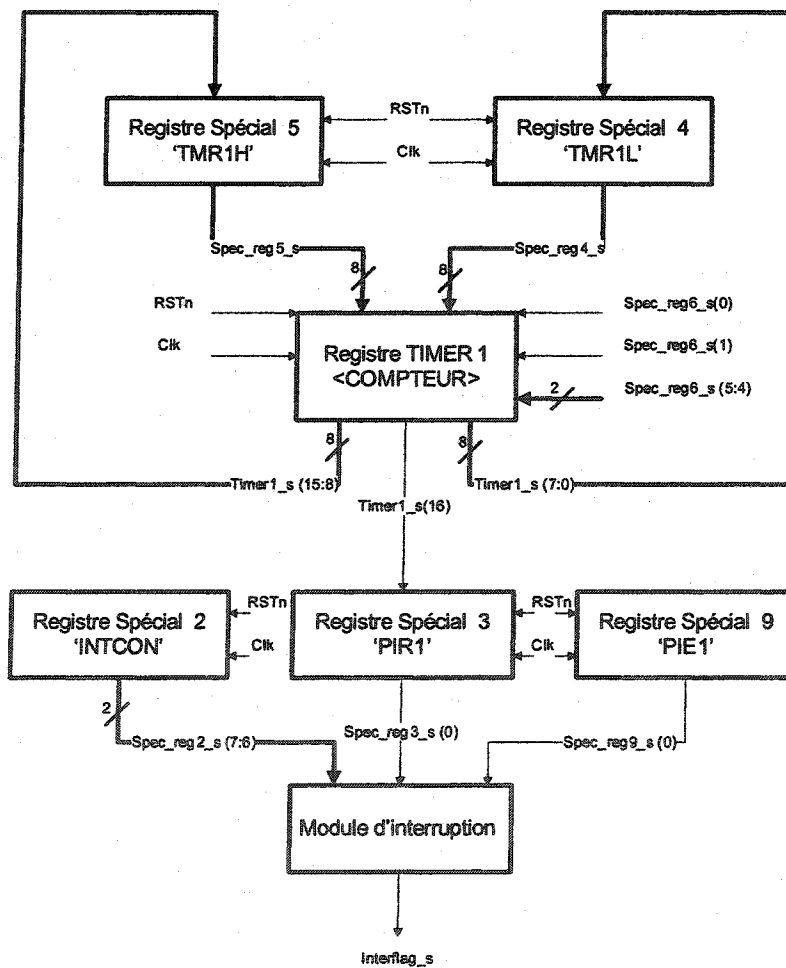 Registre Spécial 5
'TMR1H'
RSTn
Clk
Registre Spécial 4
'TMR1L'
Spec_reg5_s
8
8
Spec_reg4_s
RSTn
Clk
Registre TIMER 1
<COMPTEUR>
Spec_reg6_s(0)
Spec_reg6_s(1)
2
Spec_reg6_s (5:4)
8
8
Timer1_s (15:8)
Timer1_s(16)
Timer1_s (7:0)
Registre Spécial 2
'INTCON'
RSTn
Clk
Registre Spécial 3
'PIR1'
RSTn
Clk
Registre Spécial 9
'PIE1'
2
Spec_reg2_s (7:6)
Spec_reg3_s (0)
Spec_reg9_s (0)
Module d'interruption
Interflag_s